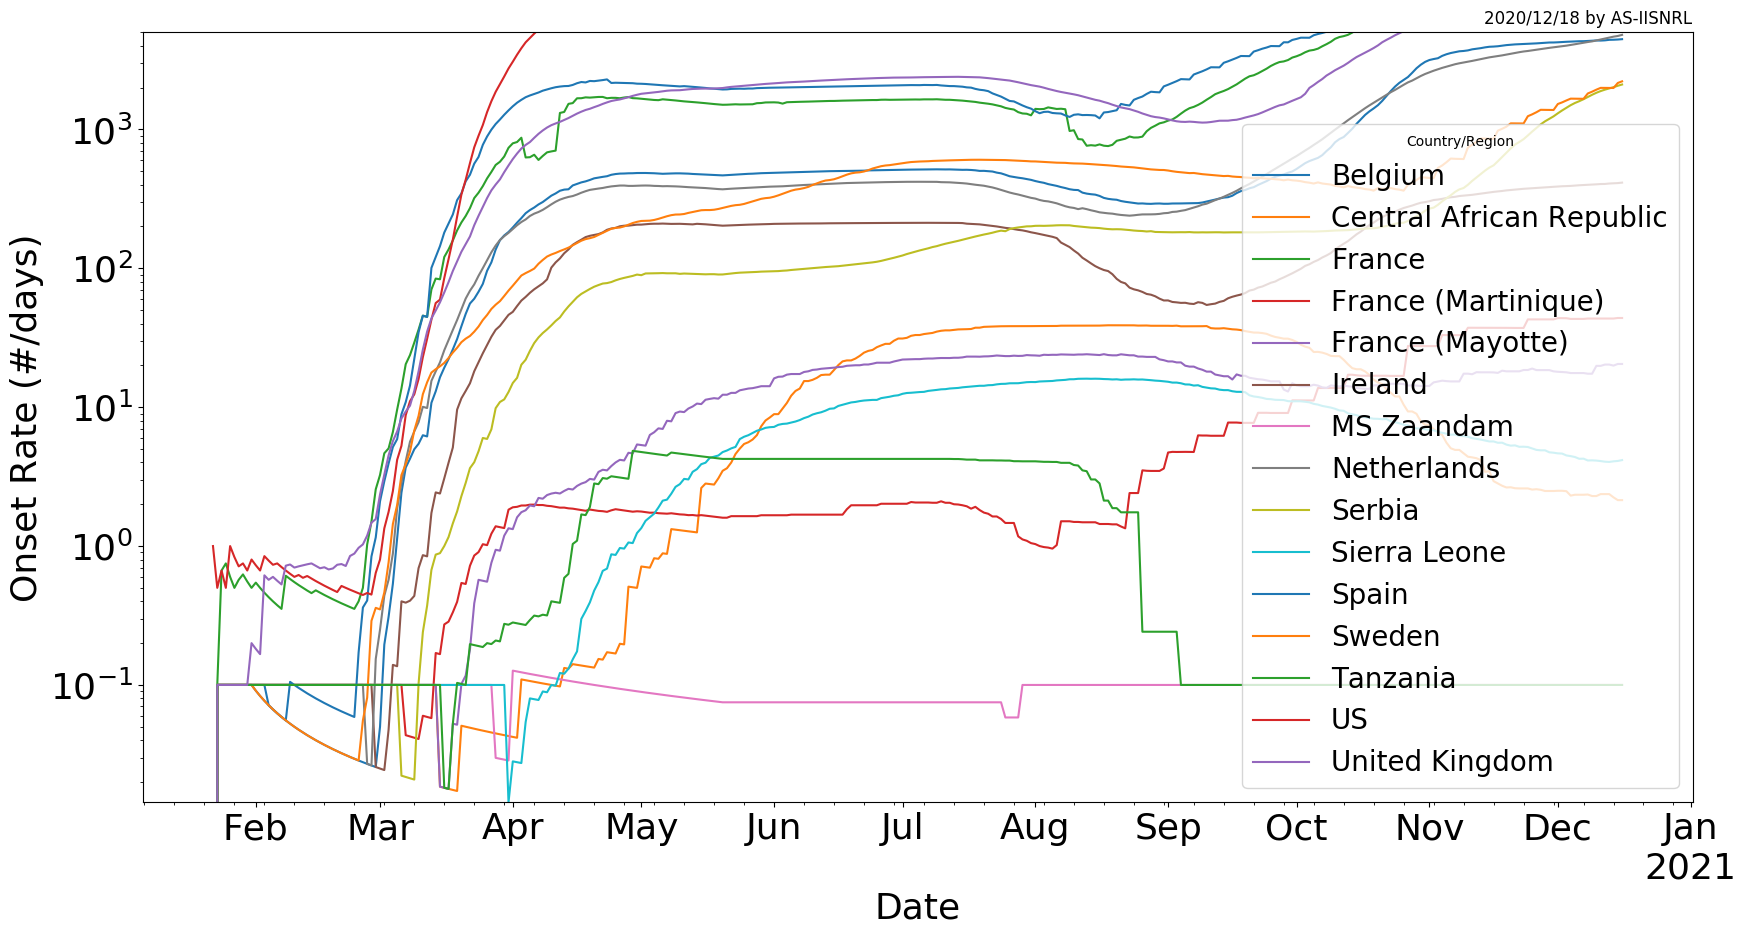 2020/12/18 by AS-IISNRL
Onset Rate (#/days)
10³
10²
10¹
10⁰
10⁻¹
Country/Region
Belgium
Central African Republic
France
France (Martinique)
France (Mayotte)
Ireland
MS Zaandam
Netherlands
Serbia
Sierra Leone
Spain
Sweden
Tanzania
US
United Kingdom
Feb Mar Apr May Jun Jul Aug Sep Oct Nov Dec Jan
2021
Date